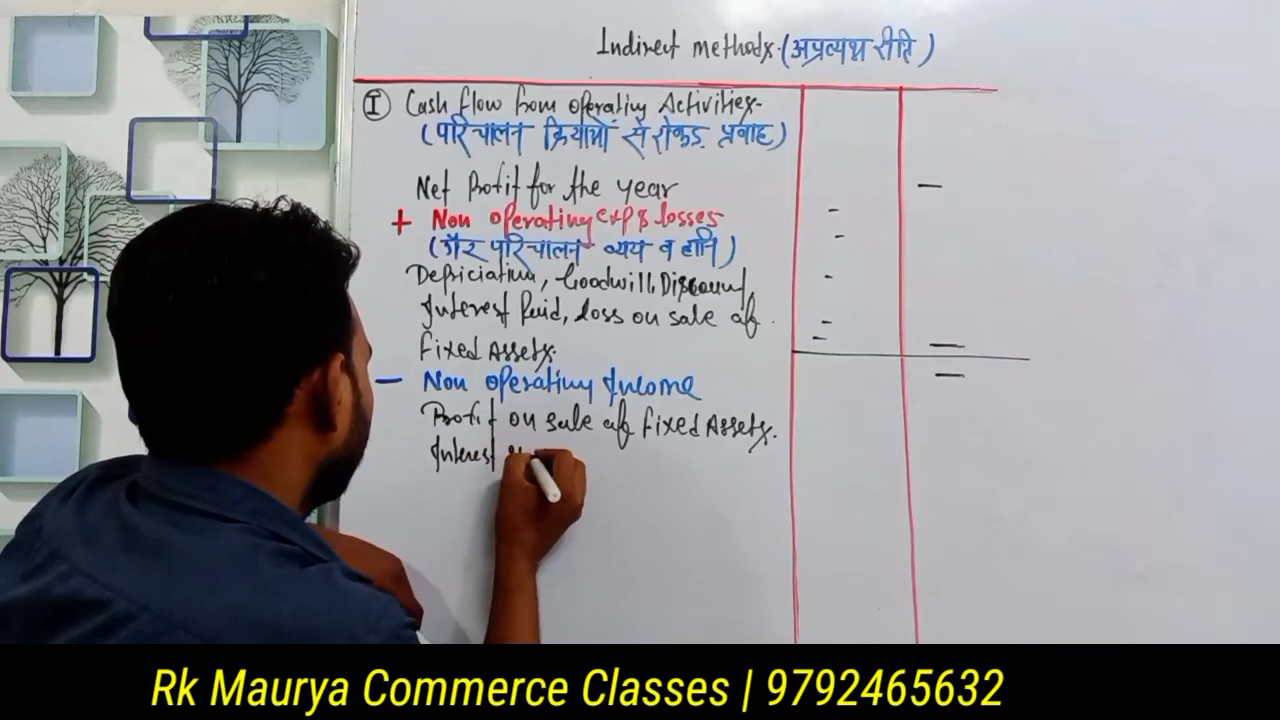 Indirect method (अप्रत्यक्ष रीति)
I Cash flow from operating Activities-
(परिचालन क्रियाओं से रोकड़ प्रवाह)
Net Profit for the year
+ Non operating exp & losses
(गैर परिचालन व्यय व हानि)
Depriciation, Goodwill, Discount,
Interest Paid, loss on sale of
fixed Assets.
- Non operating Income
Profit on sale of fixed Assets.
Interest
Rk Maurya Commerce Classes | 9792465632